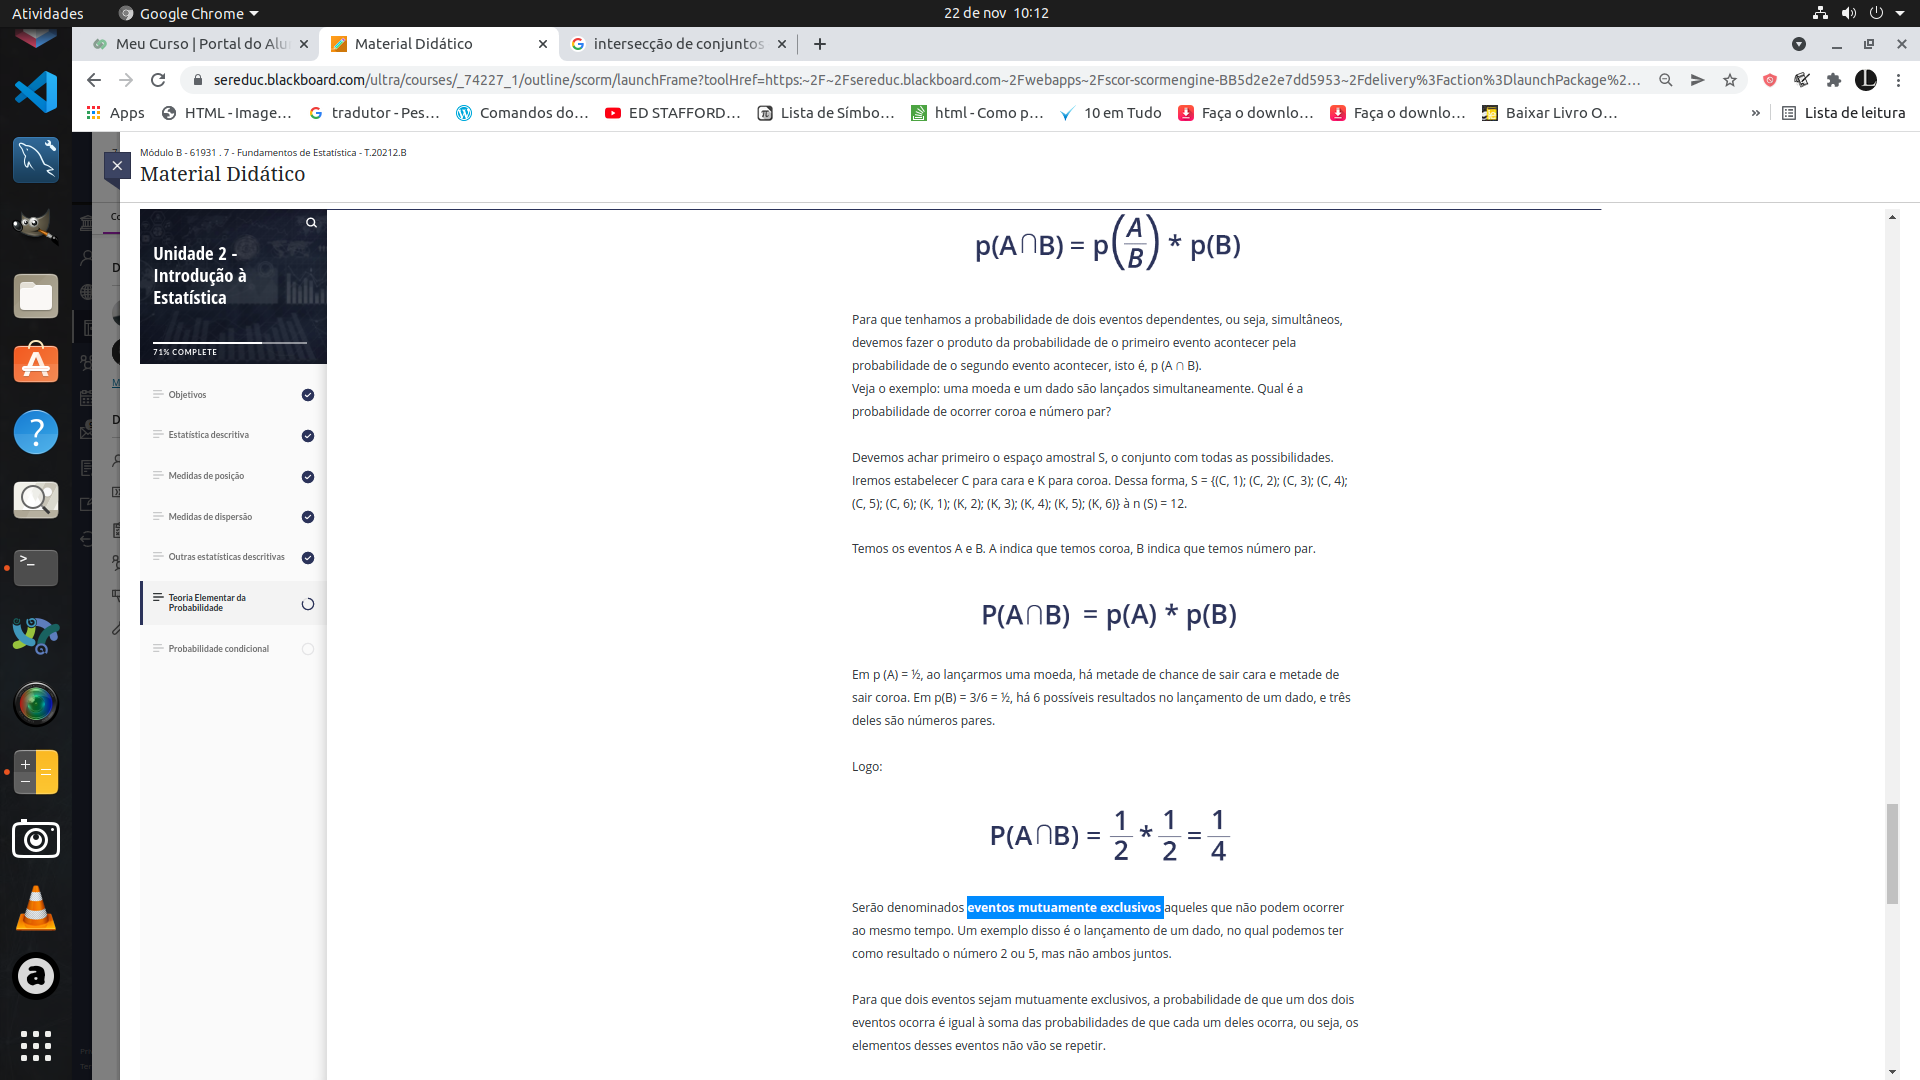 Atividades
Google Chrome
22 de nov 10:12
Meu Curso | Portal do Alu
Material Didático
intersecção de conjuntos
sereduc.blackboard.com/ultra/courses/_74227_1/outline/scorm/launchFrame?toolHref=https:~2F~2Fsereduc.blackboard.com~2Fwebapps~2Fscor-scormengine-BB5d2e2e7dd5953~2Fdelivery%3Faction%3DlaunchPackage%2...
Apps
HTML - Image...
tradutor - Pes...
Comandos do...
ED STAFFORD...
Lista de Símbo...
html - Como p...
10 em Tudo
Faça o downlo...
Faça o downlo...
Baixar Livro O...
»
Lista de leitura
Módulo B - 61931 . 7 - Fundamentos de Estatística - T.20212.B
Material Didático
Unidade 2 -
Introdução à
Estatística
71% COMPLETE
Objetivos
Estatística descritiva
Medidas de posição
Medidas de dispersão
Outras estatísticas descritivas
Teoria Elementar da
Probabilidade
Probabilidade condicional
p(A∩B) = p(A/B) * p(B)
Para que tenhamos a probabilidade de dois eventos dependentes, ou seja, simultâneos,
devemos fazer o produto da probabilidade de o primeiro evento acontecer pela
probabilidade de o segundo evento acontecer, isto é, p (A ∩ B).
Veja o exemplo: uma moeda e um dado são lançados simultaneamente. Qual é a
probabilidade de ocorrer coroa e número par?
Devemos achar primeiro o espaço amostral S, o conjunto com todas as possibilidades.
Iremos estabelecer C para cara e K para coroa. Dessa forma, S = {(C, 1); (C, 2); (C, 3); (C, 4);
(C, 5); (C, 6); (K, 1); (K, 2); (K, 3); (K, 4); (K, 5); (K, 6)} à n (S) = 12.
Temos os eventos A e B. A indica que temos coroa, B indica que temos número par.
P(A∩B) = p(A) * p(B)
Em p (A) = ½, ao lançarmos uma moeda, há metade de chance de sair cara e metade de
sair coroa. Em p(B) = 3/6 = ½, há 6 possíveis resultados no lançamento de um dado, e três
deles são números pares.
Logo:
P(A∩B) = 1/2 * 1/2 = 1/4
Serão denominados eventos mutuamente exclusivos aqueles que não podem ocorrer
ao mesmo tempo. Um exemplo disso é o lançamento de um dado, no qual podemos ter
como resultado o número 2 ou 5, mas não ambos juntos.
Para que dois eventos sejam mutuamente exclusivos, a probabilidade de que um dos dois
eventos ocorra é igual à soma das probabilidades de que cada um deles ocorra, ou seja, os
elementos desses eventos não vão se repetir.